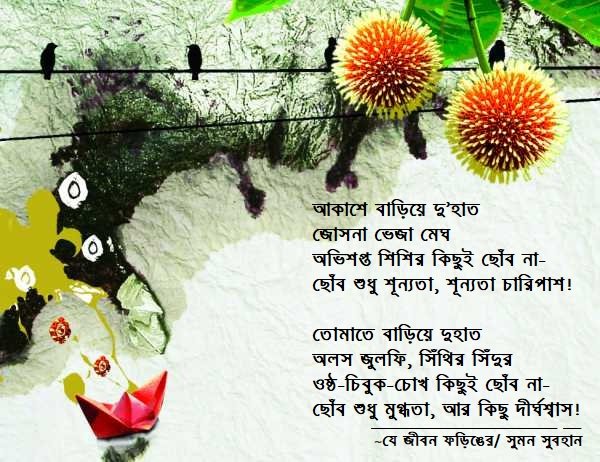 আকাশে বাড়িয়ে দু’হাত
জোসনা ভেজা মেঘ
অভিশপ্ত শিশির কিছুই ছোঁব না-
ছোঁব শুধু শূন্যতা, শূন্যতা চারিপাশ!
তোমাতে বাড়িয়ে দুহাত
অলস জুলফি, সিঁথির সিঁদুর
ওষ্ঠ-চিবুক-চোখ কিছুই ছোঁব না-
ছোঁব শুধু মুগ্ধতা, আর কিছু দীর্ঘশ্বাস!
~যে জীবন ফড়িঙের/ সুমন সুবহান